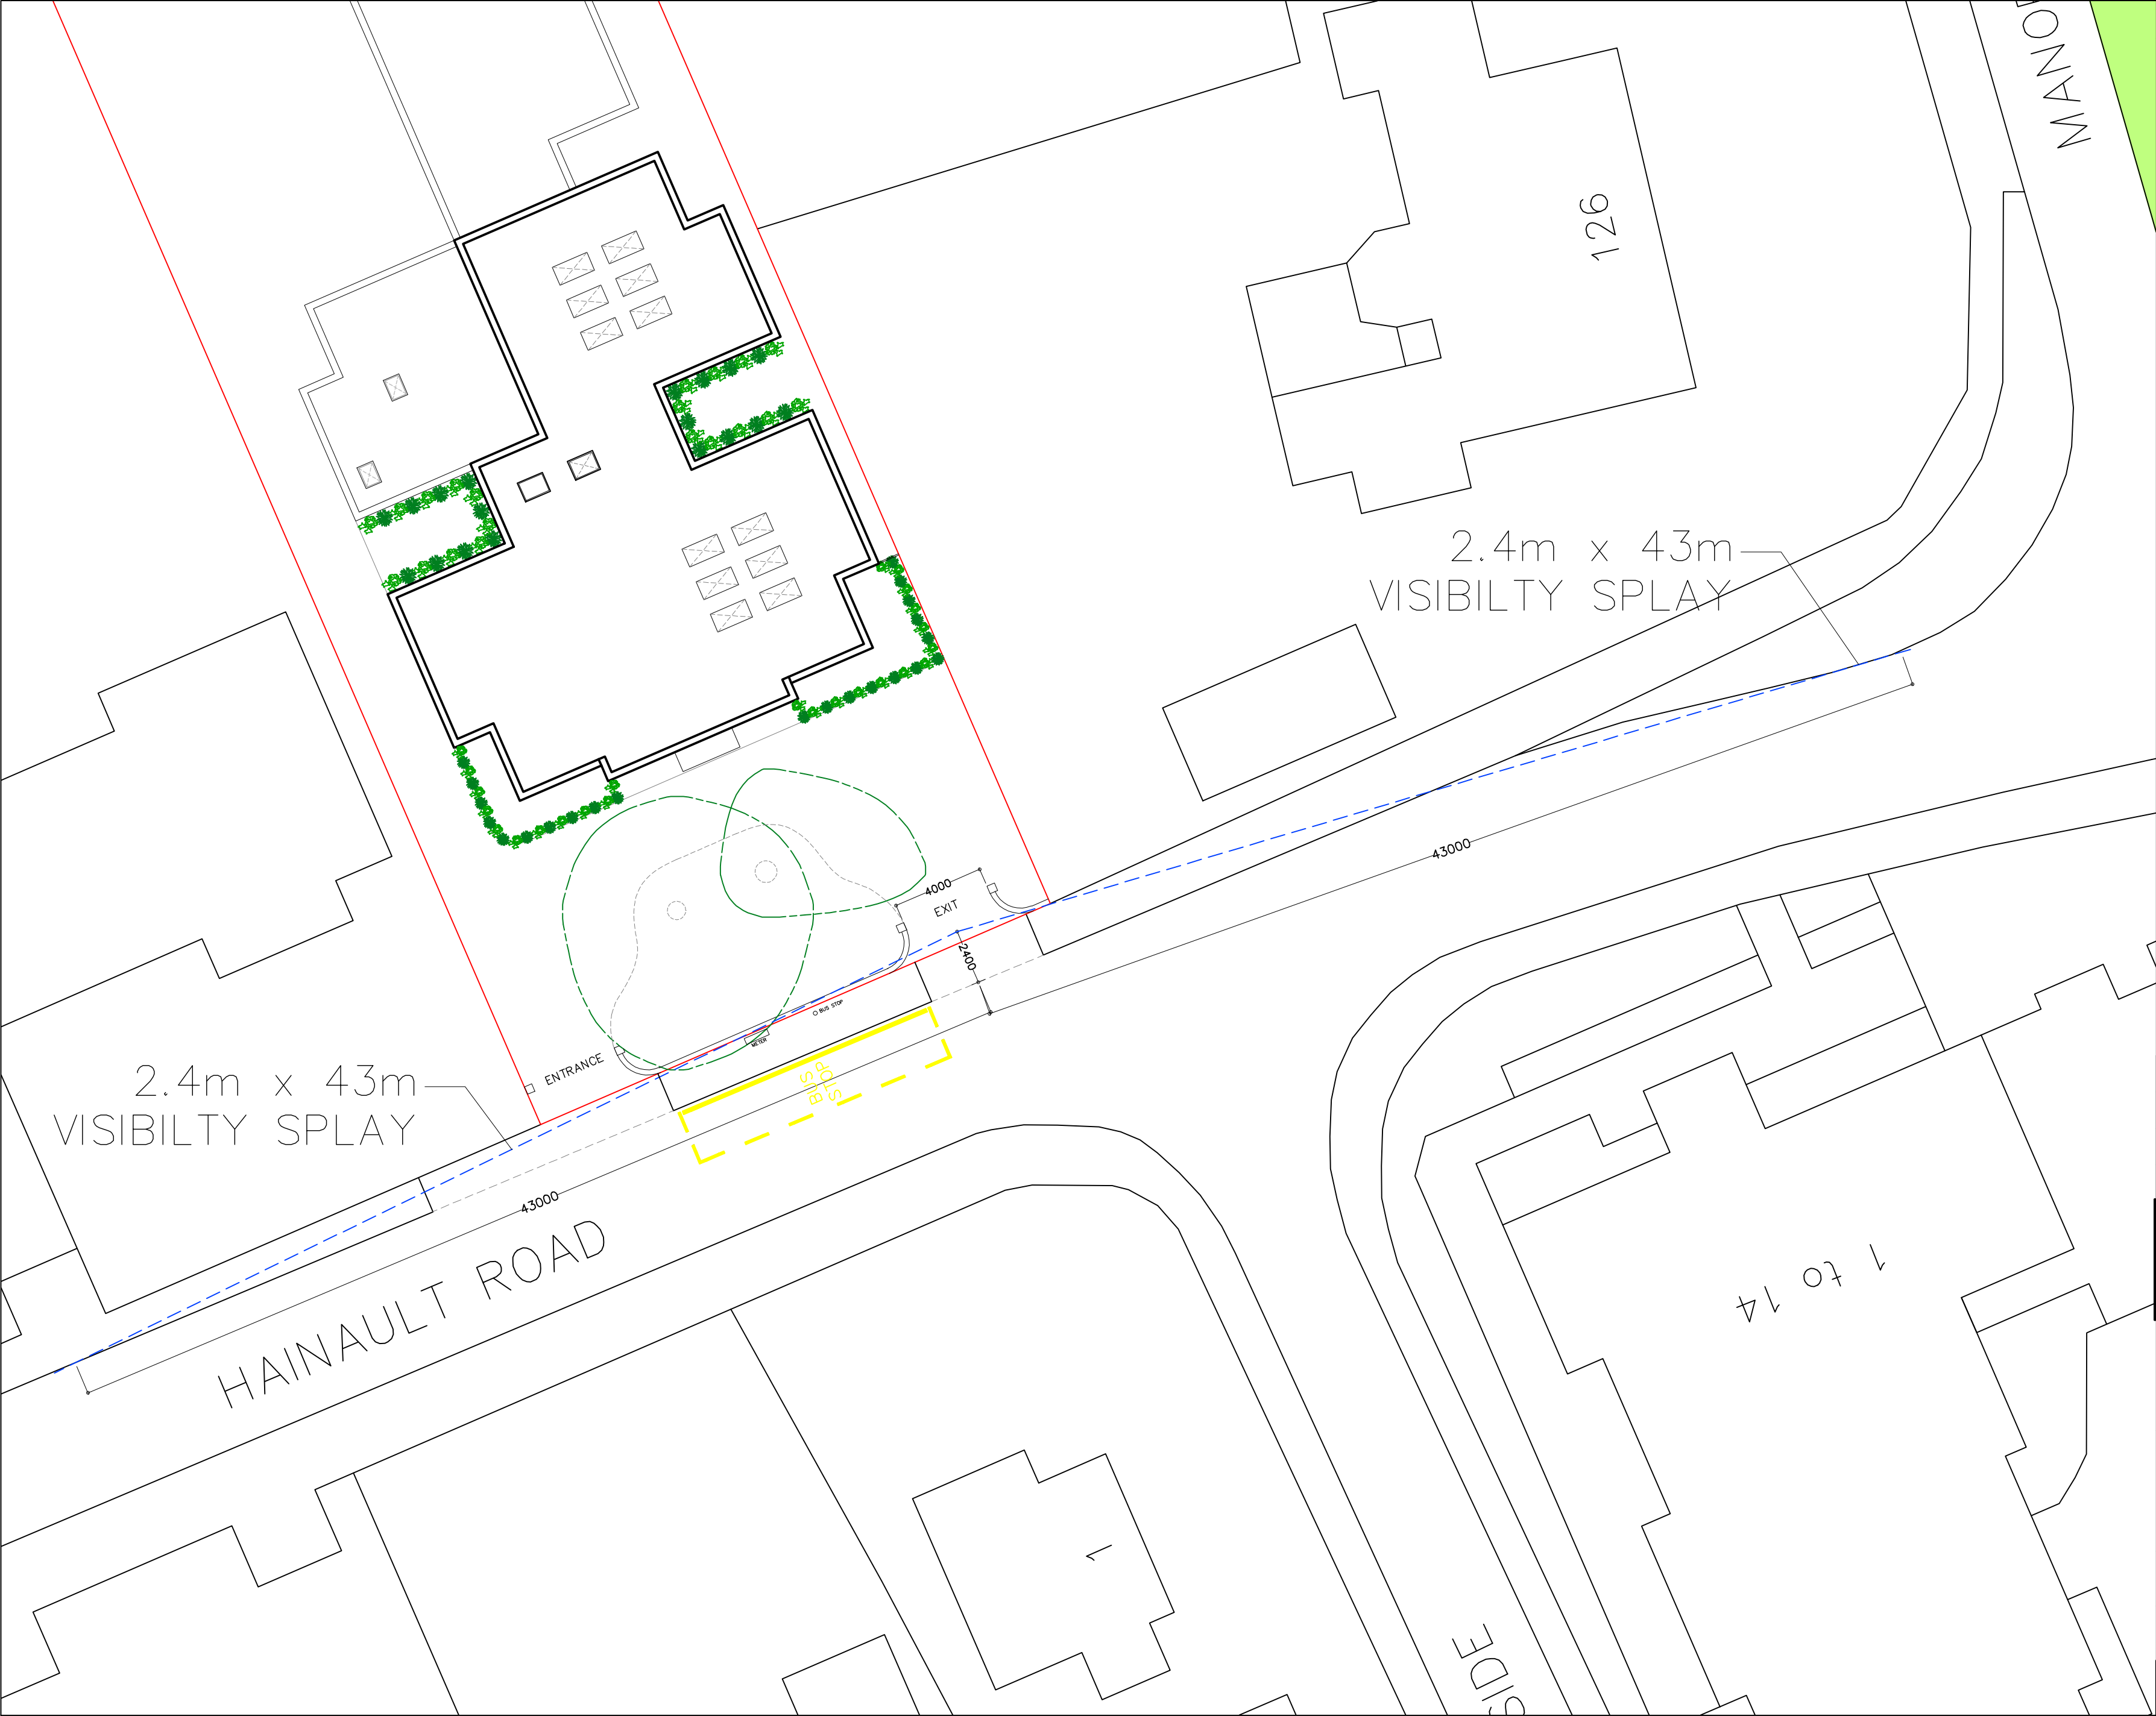 MANO
126
2.4m x 43m
VISIBILTY SPLAY
43000
4000
EXIT
2400
BUS STOP
METER
ENTRANCE
BUS
STOP
2.4m x 43m
VISIBILTY SPLAY
43000
HAINAULT ROAD
1 to 14
1
SIDE